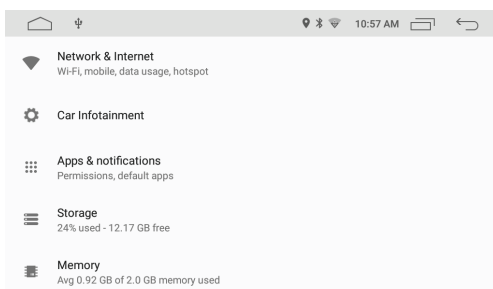 10:57 AM
Network & Internet
Wi-Fi, mobile, data usage, hotspot
Car Infotainment
Apps & notifications
Permissions, default apps
Storage
24% used - 12.17 GB free
Memory
Avg 0.92 GB of 2.0 GB memory used